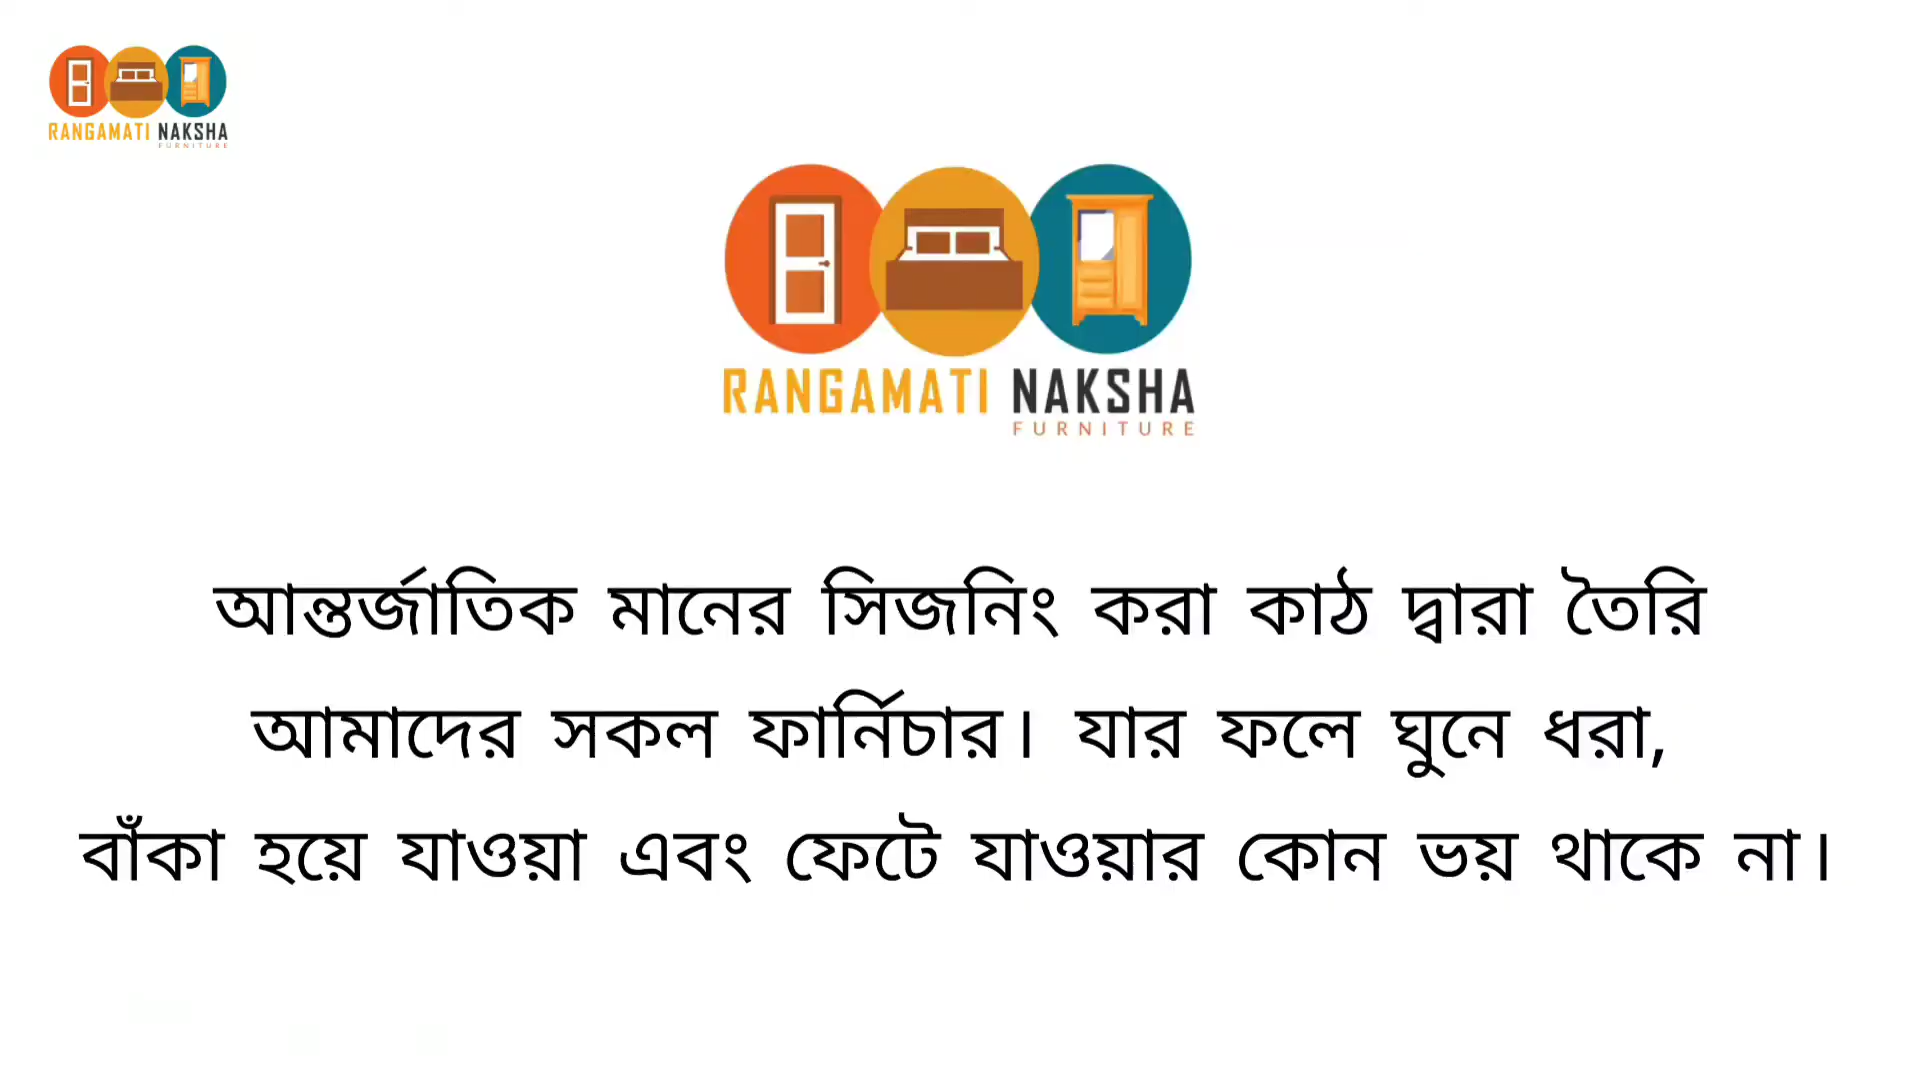 RANGAMATI NAKSHA
FURNITURE
RANGAMATI NAKSHA
FURNITURE
আন্তর্জাতিক মানের সিজনিং করা কাঠ দ্বারা তৈরি
আমাদের সকল ফার্নিচার। যার ফলে ঘুনে ধরা,
বাঁকা হয়ে যাওয়া এবং ফেটে যাওয়ার কোন ভয় থাকে না।